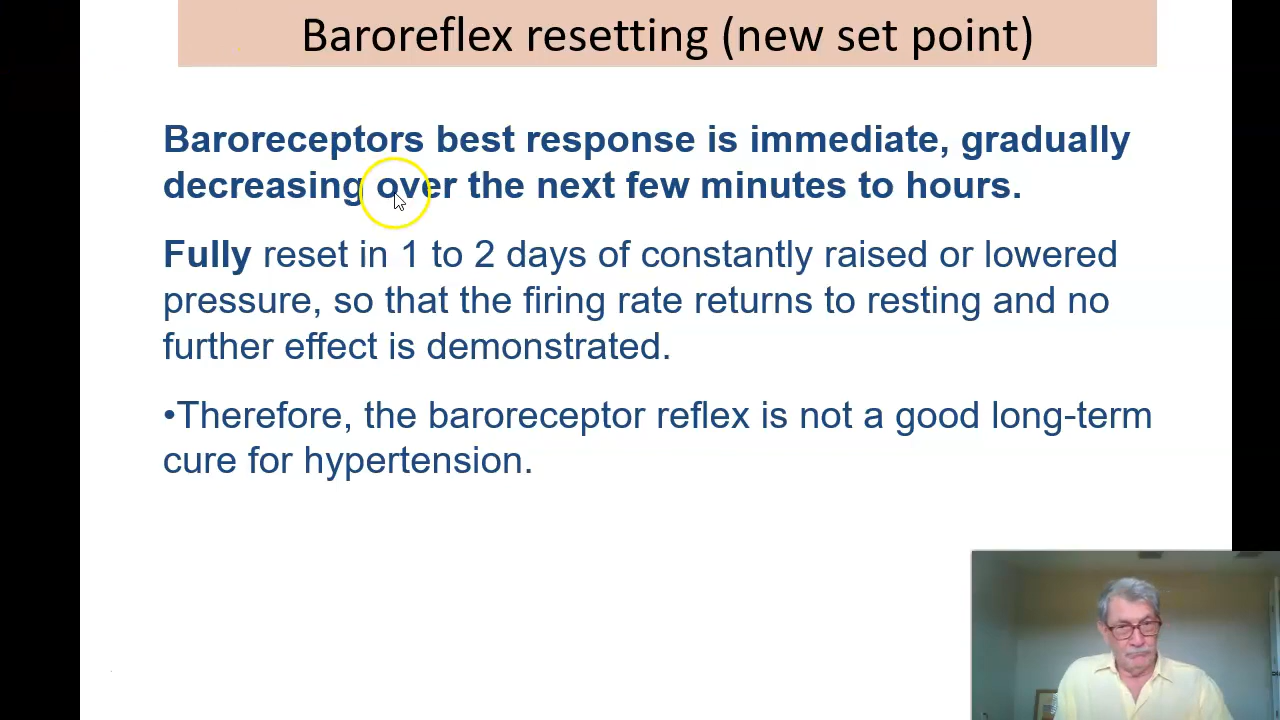 Baroreflex resetting (new set point)
Baroreceptors best response is immediate, gradually
decreasing over the next few minutes to hours.
Fully reset in 1 to 2 days of constantly raised or lowered
pressure, so that the firing rate returns to resting and no
further effect is demonstrated.
•Therefore, the baroreceptor reflex is not a good long-term
cure for hypertension.